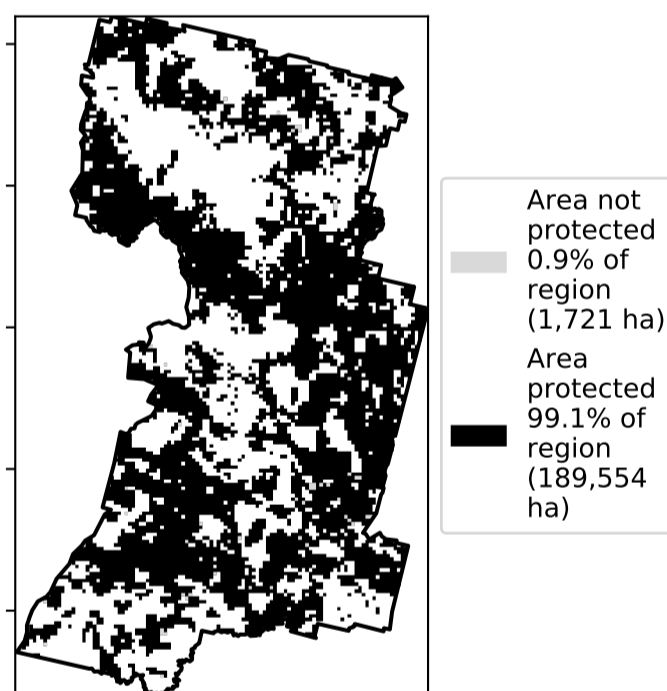 Area not
protected
0.9% of
region
(1,721 ha)
Area
protected
99.1% of
region
(189,554
ha)